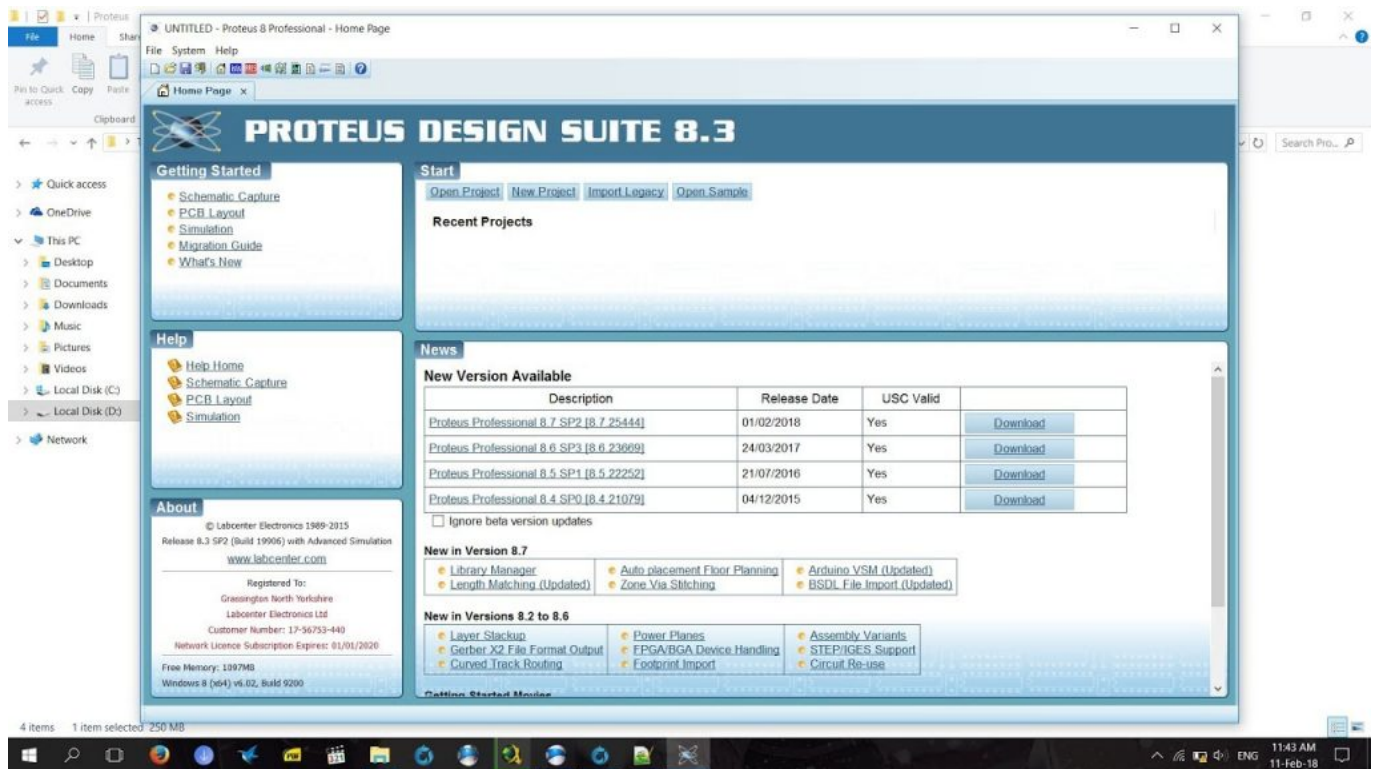 Proteus
File
Home
Shar
Pin to Quick access
Copy
Paste
Clipboard
Search Pro...
Quick access
OneDrive
This PC
Desktop
Documents
Downloads
Music
Pictures
Videos
Local Disk (C:)
Local Disk (D:)
Network
4 items 1 item selected 250 MB
UNTITLED - Proteus 8 Professional - Home Page
File System Help
Home Page x
PROTEUS DESIGN SUITE 8.3
Getting Started
Schematic Capture
PCB Layout
Simulation
Migration Guide
What's New
Help
Help Home
Schematic Capture
PCB Layout
Simulation
About
© Labcenter Electronics 1989-2015
Release 8.3 SP2 (Build 19906) with Advanced Simulation
www.labcenter.com
Registered To:
Grassington North Yorkshire
Labcenter Electronics Ltd
Customer Number: 17-56753-440
Network Licence Subscription Expires: 01/01/2020
Free Memory: 1097MB
Windows 8 (x64) v6.02, Build 9200
Start
Open Project New Project Import Legacy Open Sample
Recent Projects
News
New Version Available
Description Release Date USC Valid
Proteus Professional 8.7 SP2 [8.7.25444] 01/02/2018 Yes Download
Proteus Professional 8.6 SP3 [8.6.23669] 24/03/2017 Yes Download
Proteus Professional 8.5 SP1 [8.5.22252] 21/07/2016 Yes Download
Proteus Professional 8.4 SP0 [8.4.21079] 04/12/2015 Yes Download
Ignore beta version updates
New in Version 8.7
Library Manager Auto placement Floor Planning Arduino VSM (Updated)
Length Matching (Updated) Zone Via Stitching BSDL File Import (Updated)
New in Versions 8.2 to 8.6
Layer Stackup Power Planes Assembly Variants
Gerber X2 File Format Output FPGA/BGA Device Handling STEP/IGES Support
Curved Track Routing Footprint Import Circuit Re-use
Getting Started Movies
ENG
11:43 AM
11-Feb-18